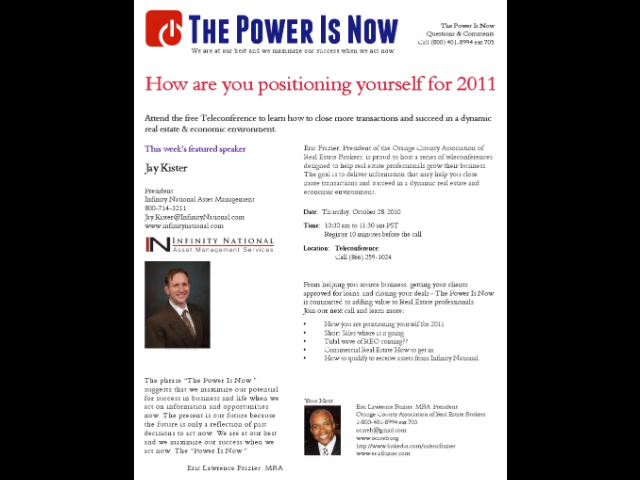 THE POWER IS NOW
We are at our best and we maximize our success when we act now
The Power Is Now
Questions & Comments
Call (800) 401-8994 ext 703
How are you positioning yourself for 2011
Attend the free Teleconference to learn how to close more transactions and succeed in a dynamic
real estate & economic environment.
This week's featured speaker
Jay Kister
President
Infinity National Asset Management
800-714-3211
Jay.Kister@InfinityNational.com
www.infinitynational.com
IN INFINITY NATIONAL
Asset Management Services
The phrase "The Power Is Now"
suggests that we maximize our potential
for success in business and life when we
act on information and opportunities
now. The present is our future because
the future is only a reflection of past
decisions to act now. We are at our best
and we maximize our success when we
act now. The "Power Is Now"
Eric Lawrence Frazier, MBA
Eric Frazier, President of the Orange County Association of
Real Estate Brokers, is proud to host a series of teleconferences
designed to help real estate professionals grow their business.
The goal is to deliver information that may help you close
more transactions and succeed in a dynamic real estate and
economic environment.
Date: Thursday, October 28, 2010
Time: 10:30 am to 11:30 am PST
Register 10 minutes before the call
Location: Teleconference:
Call (866) 259-1024
From helping you source business, getting your clients
approved for loans, and closing your deals - The Power Is Now
is committed to adding value to Real Estate professionals.
Join our next call and learn more:
• How you are positioning yourself for 2011
• Short Sales where is it going
• Tidal wave of REO coming??
• Commercial Real Estate How to get in
• How to qualify to receive assets from Infinity National
Your Host
Eric Lawrence Frazier, MBA President
Orange County Association of Real Estate Brokers
1-800-401-8994 ext 703
ocareb@gmail.com
www.ocareb.org
http://www.linkedin.com/in/ericfrazier
www.ericfrazier.com